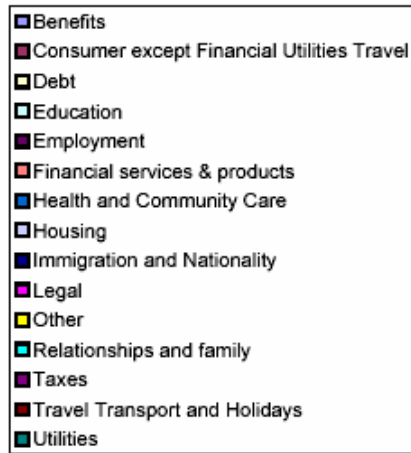 Benefits
Consumer except Financial Utilities Travel
Debt
Education
Employment
Financial services & products
Health and Community Care
Housing
Immigration and Nationality
Legal
Other
Relationships and family
Taxes
Travel Transport and Holidays
Utilities